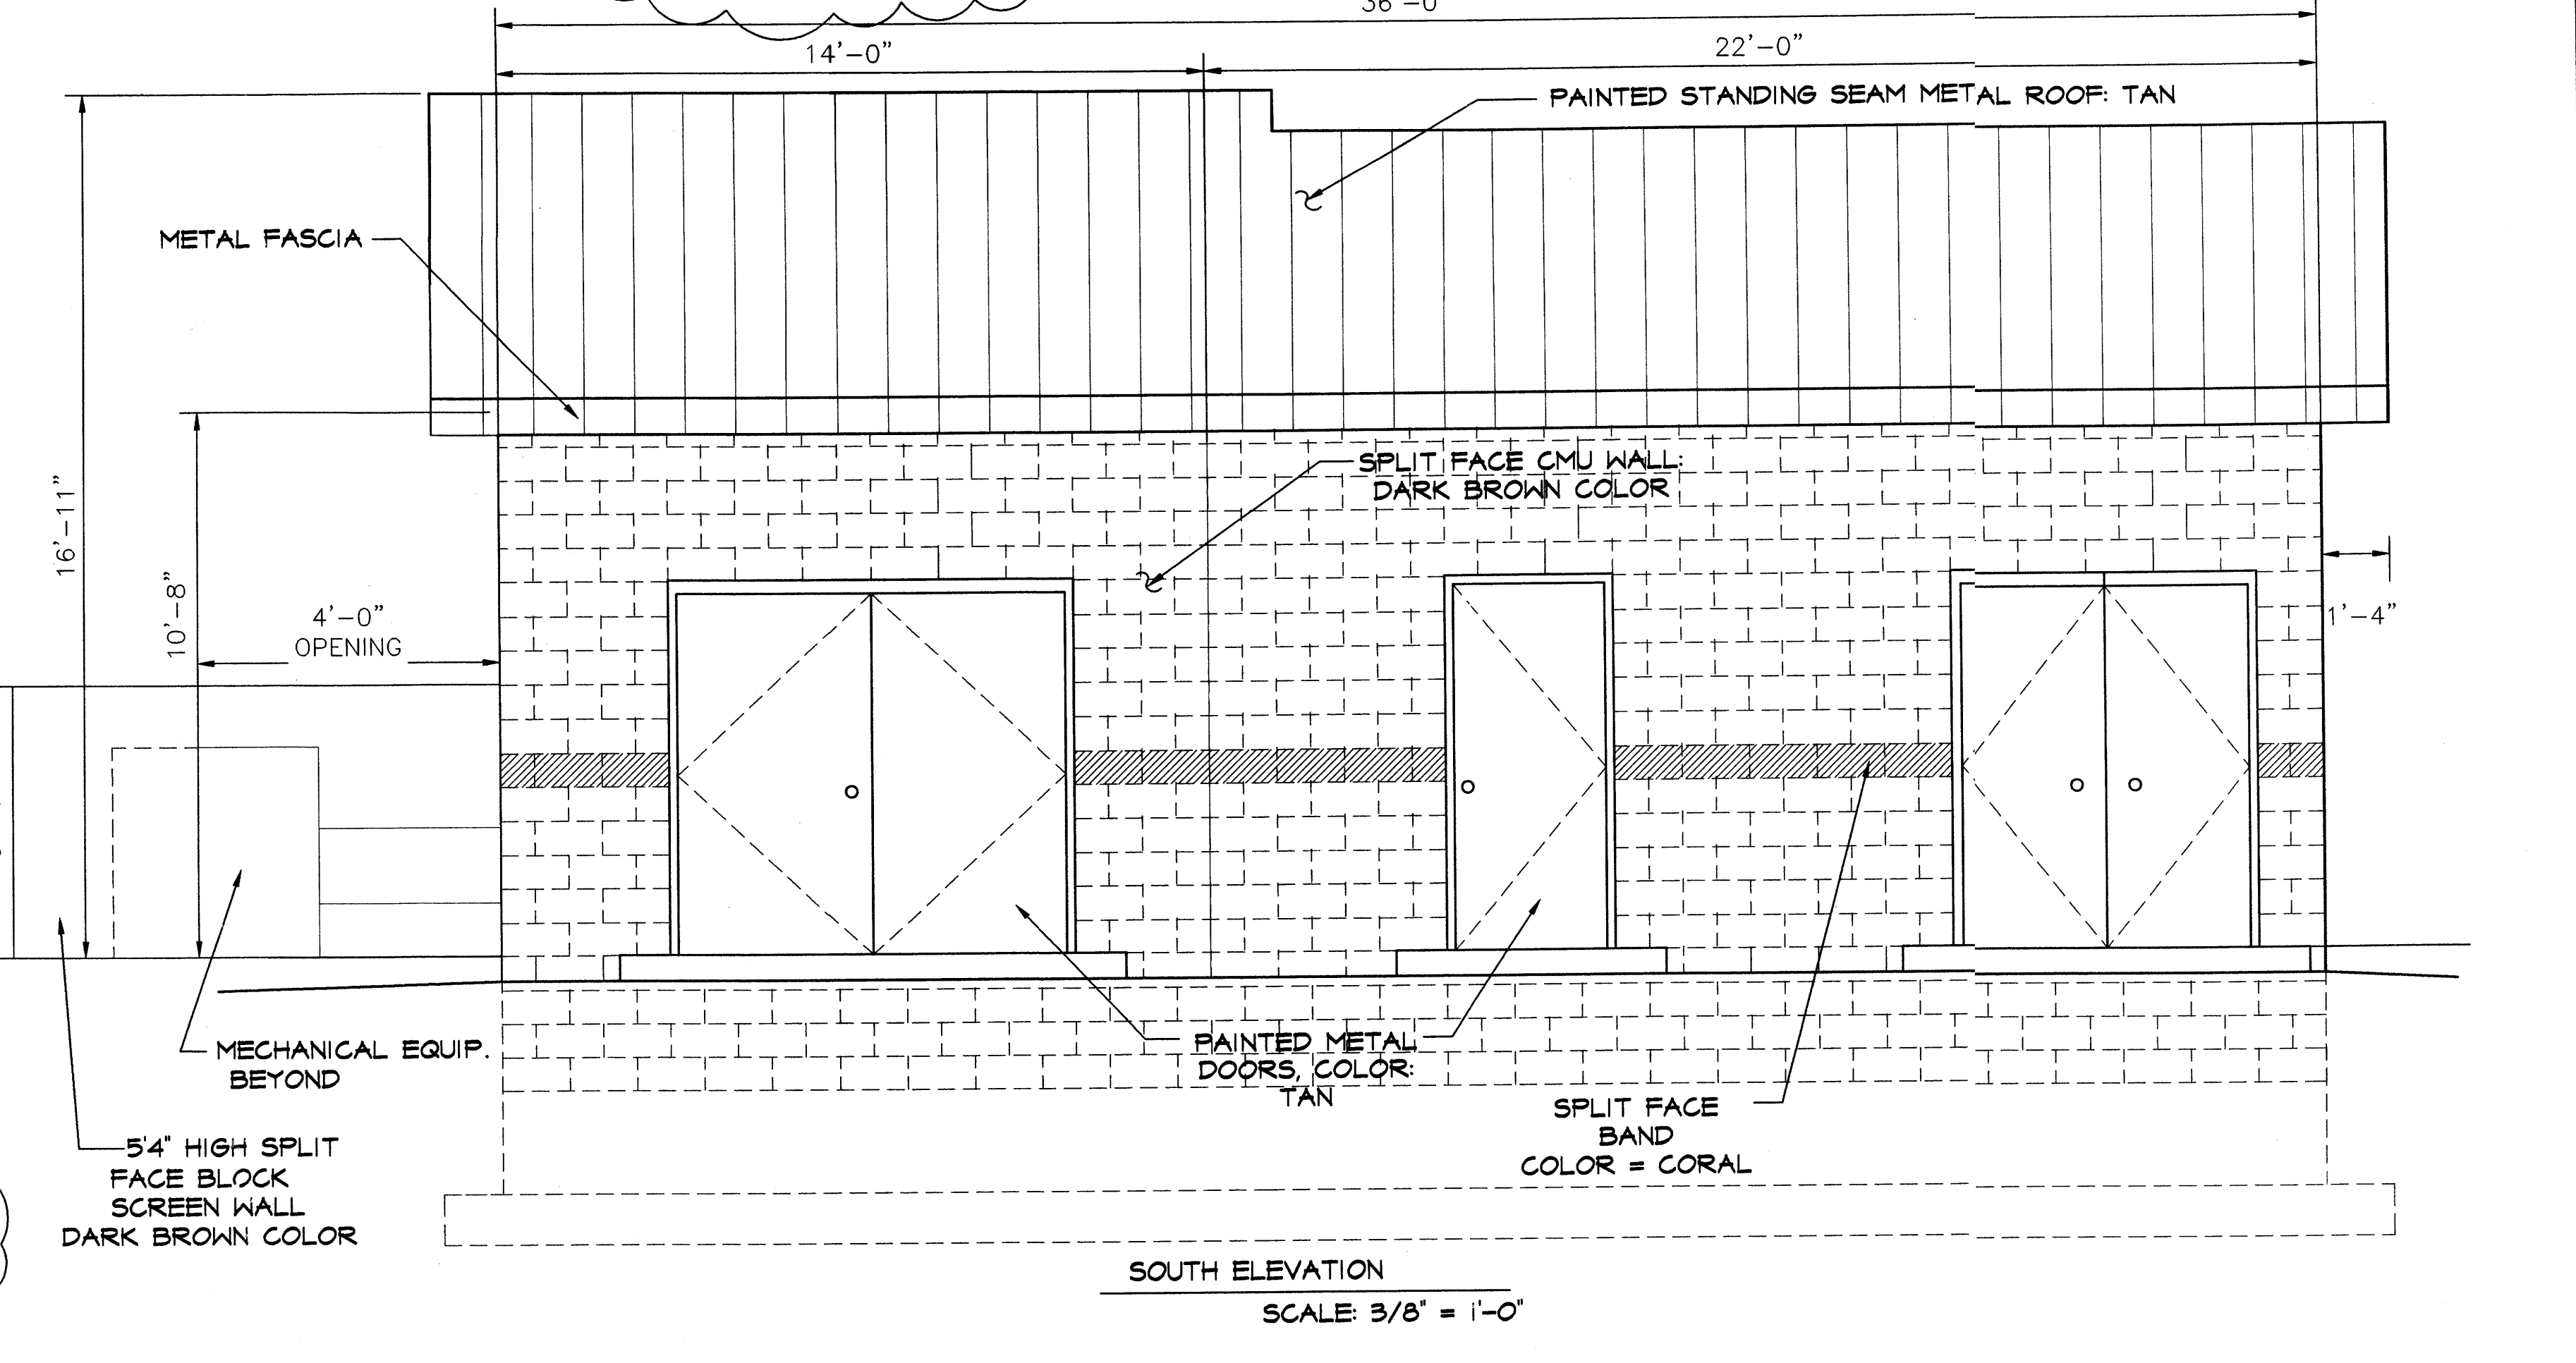 36'-0
14'-0"
22'-0"
PAINTED STANDING SEAM METAL ROOF: TAN
METAL FASCIA
SPLIT FACE CMU WALL:
DARK BROWN COLOR
16'-11"
10'-8"
4'-0"
OPENING
1'-4"
MECHANICAL EQUIP.
BEYOND
PAINTED METAL
DOORS, COLOR:
TAN
SPLIT FACE
BAND
COLOR = CORAL
5'4" HIGH SPLIT
FACE BLOCK
SCREEN WALL
DARK BROWN COLOR
SOUTH ELEVATION
SCALE: 3/8" = 1'-0"